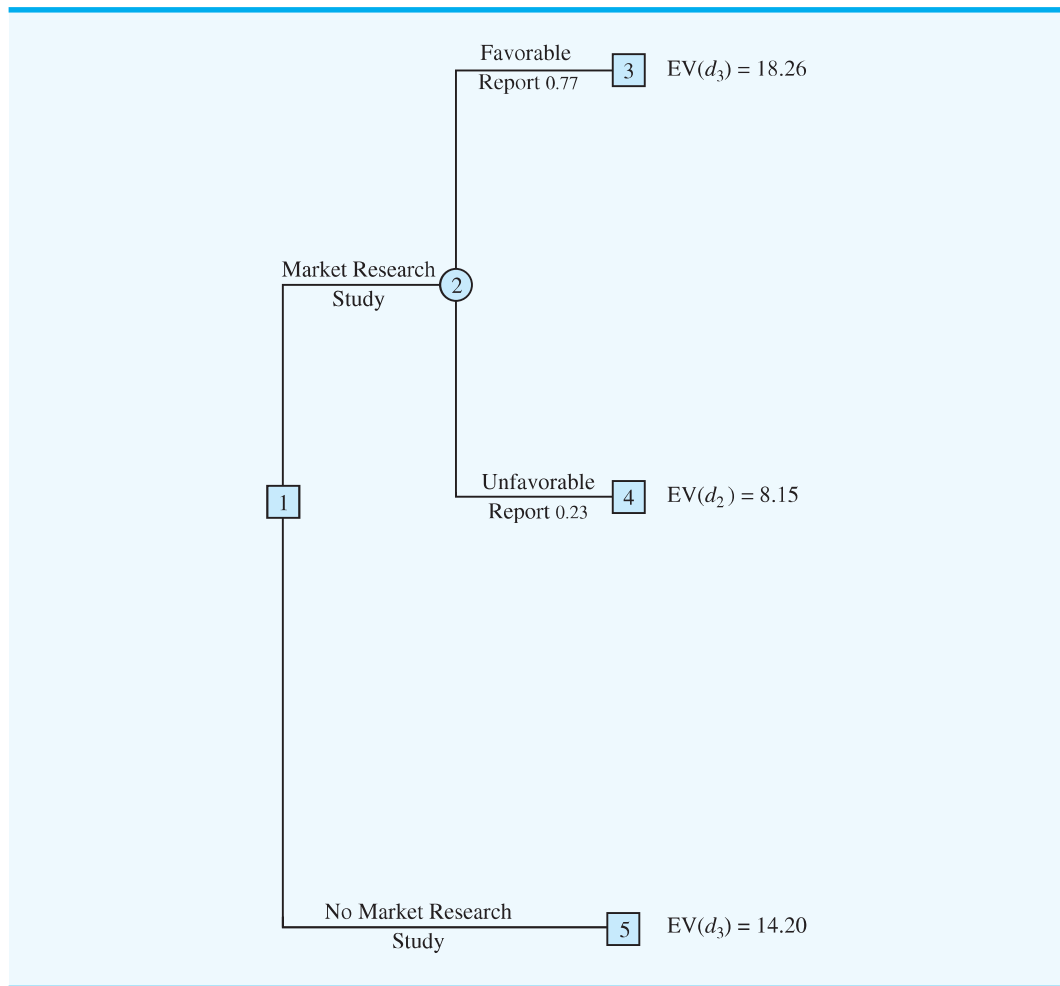 Favorable
Report 0.77
3
EV(d₃) = 18.26
Market Research
Study
2
Unfavorable
Report 0.23
4
EV(d₂) = 8.15
1
No Market Research
Study
5
EV(d₃) = 14.20